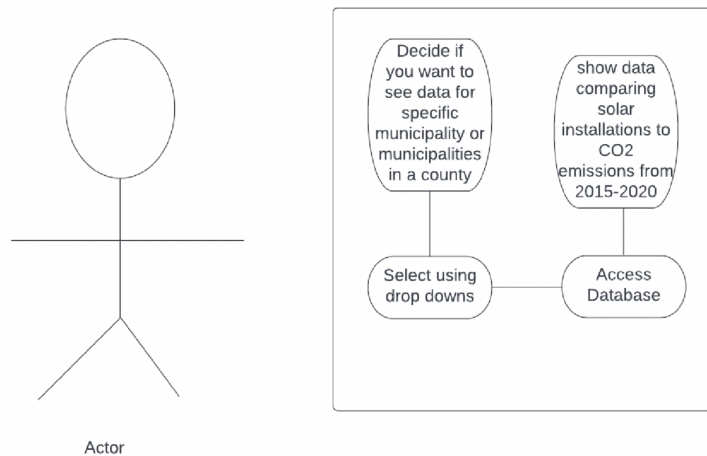 Decide if
you want to
see data for
specific
municipality or
municipalities
in a county
show data
comparing
solar
installations to
CO2
emissions from
2015-2020
Select using
drop downs
Access
Database
Actor